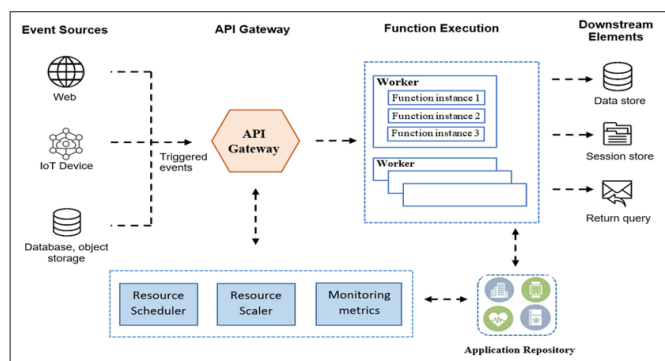 Event Sources
API Gateway
Function Execution
Downstream
Elements
Web
IoT Device
Database, object
storage
Triggered
events
API
Gateway
Worker
Function instance 1
Function instance 2
Function instance 3
Worker
Data store
Session store
Return query
Resource
Scheduler
Resource
Scaler
Monitoring
metrics
Application Repository